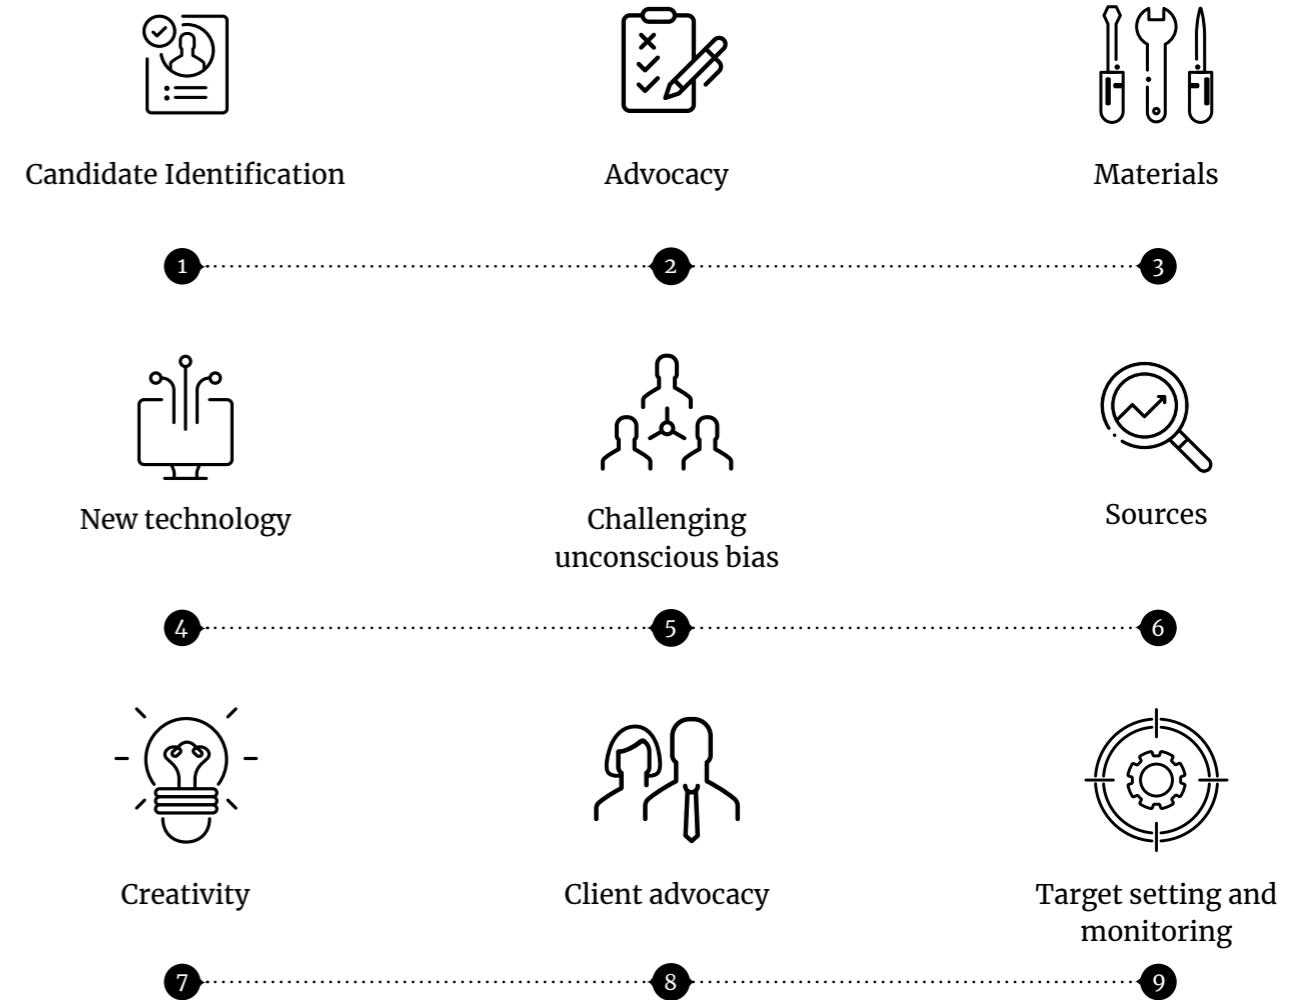 Candidate Identification
Advocacy
Materials
1
2
3
New technology
Challenging
unconscious bias
Sources
4
5
6
Creativity
Client advocacy
Target setting and
monitoring
7
8
9